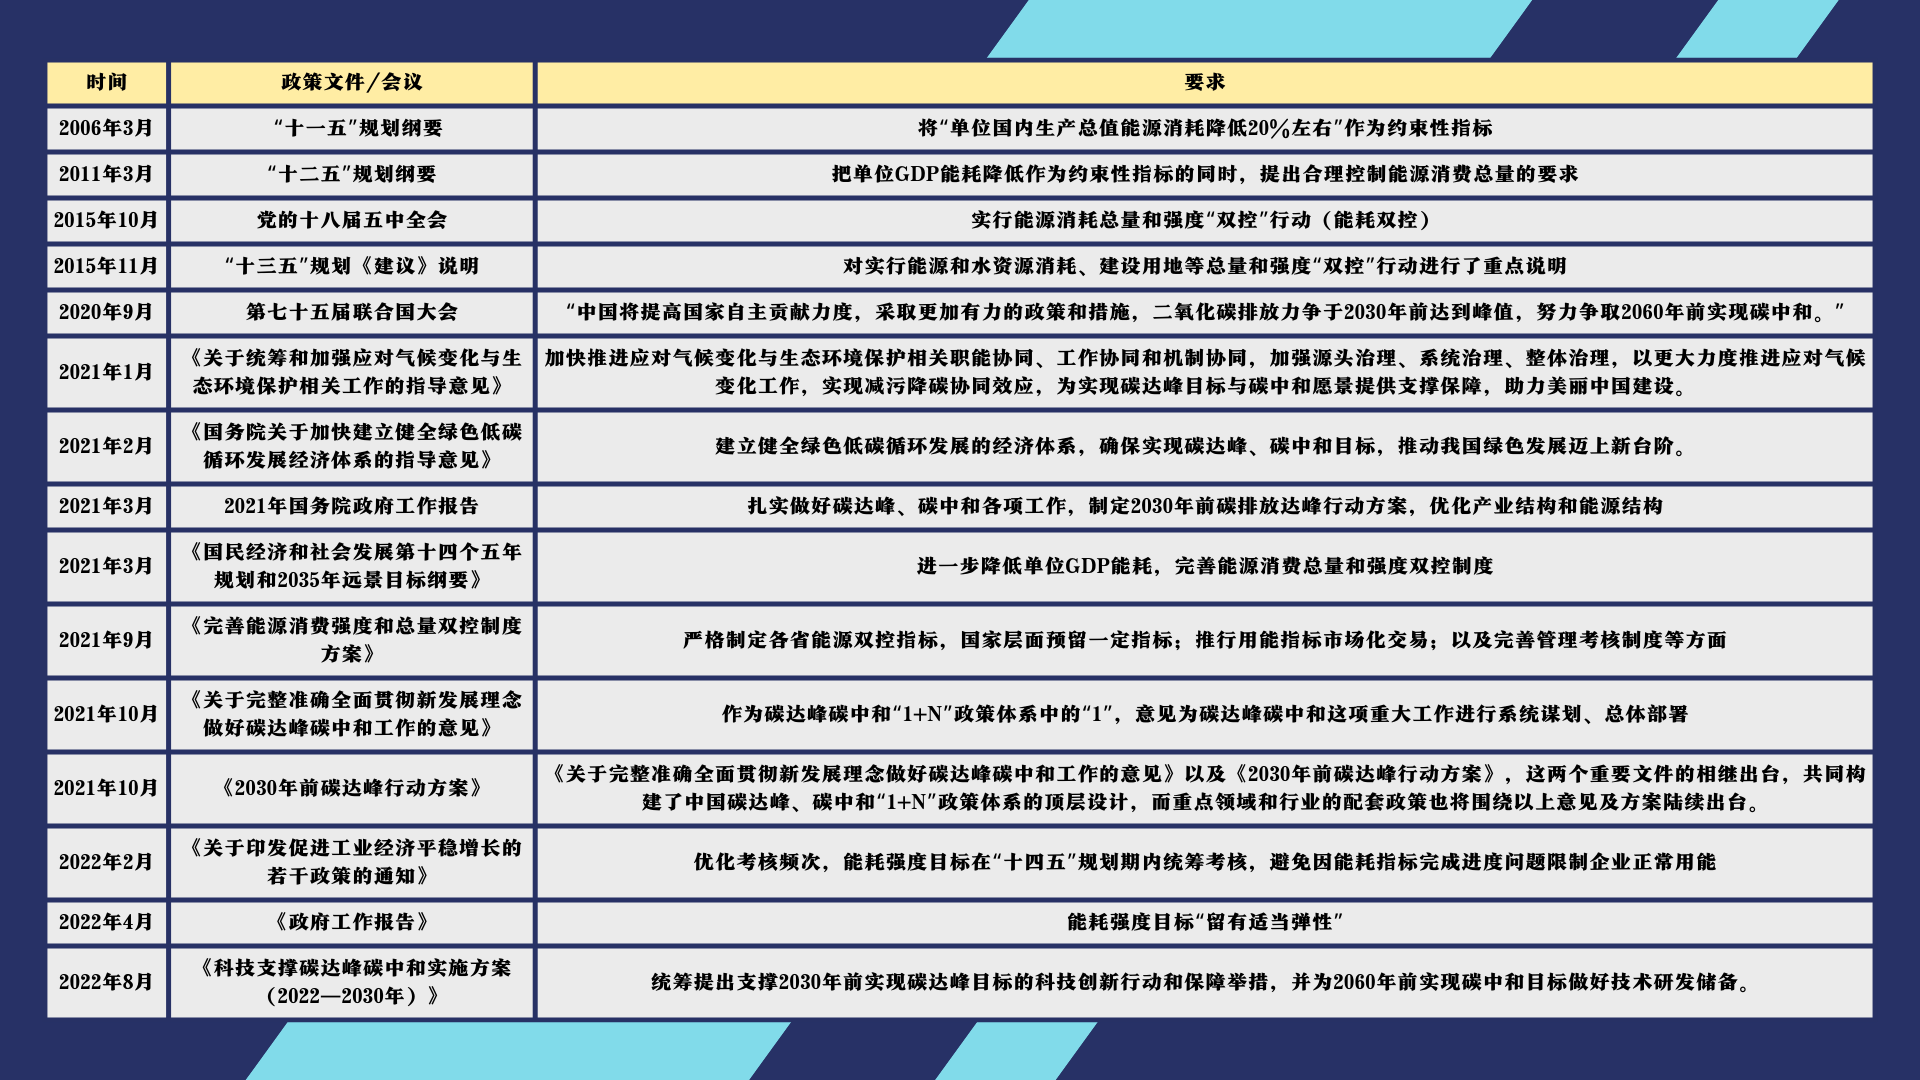 时间
政策文件/会议
要求
2006年3月
“十一五”规划纲要
将“单位国内生产总值能源消耗降低20%左右”作为约束性指标
2011年3月
“十二五”规划纲要
把单位GDP能耗降低作为约束性指标的同时，提出合理控制能源消费总量的要求
2015年10月
党的十八届五中全会
实行能源消耗总量和强度“双控”行动（能耗双控）
2015年11月
“十三五”规划《建议》说明
对实行能源和水资源消耗、建设用地等总量和强度“双控”行动进行了重点说明
2020年9月
第七十五届联合国大会
“中国将提高国家自主贡献力度，采取更加有力的政策和措施，二氧化碳排放力争于2030年前达到峰值，努力争取2060年前实现碳中和。”
2021年1月
《关于统筹和加强应对气候变化与生
态环境保护相关工作的指导意见》
加快推进应对气候变化与生态环境保护相关职能协同、工作协同和机制协同，加强源头治理、系统治理、整体治理，以更大力度推进应对气候
变化工作，实现减污降碳协同效应，为实现碳达峰目标与碳中和愿景提供支撑保障，助力美丽中国建设。
2021年2月
《国务院关于加快建立健全绿色低碳
循环发展经济体系的指导意见》
建立健全绿色低碳循环发展的经济体系，确保实现碳达峰、碳中和目标，推动我国绿色发展迈上新台阶。
2021年3月
2021年国务院政府工作报告
扎实做好碳达峰、碳中和各项工作，制定2030年前碳排放达峰行动方案，优化产业结构和能源结构
2021年3月
《国民经济和社会发展第十四个五年
规划和2035年远景目标纲要》
进一步降低单位GDP能耗，完善能源消费总量和强度双控制度
2021年9月
《完善能源消费强度和总量双控制度
方案》
严格制定各省能源双控指标，国家层面预留一定指标；推行用能指标市场化交易；以及完善管理考核制度等方面
2021年10月
《关于完整准确全面贯彻新发展理念
做好碳达峰碳中和工作的意见》
作为碳达峰碳中和“1+N”政策体系中的“1”，意见为碳达峰碳中和这项重大工作进行系统谋划、总体部署
2021年10月
《2030年前碳达峰行动方案》
《关于完整准确全面贯彻新发展理念做好碳达峰碳中和工作的意见》以及《2030年前碳达峰行动方案》，这两个重要文件的相继出台，共同构
建了中国碳达峰、碳中和“1+N”政策体系的顶层设计，而重点领域和行业的配套政策也将围绕以上意见及方案陆续出台。
2022年2月
《关于印发促进工业经济平稳增长的
若干政策的通知》
优化考核频次，能耗强度目标在“十四五”规划期内统筹考核，避免因能耗指标完成进度问题限制企业正常用能
2022年4月
《政府工作报告》
能耗强度目标“留有适当弹性”
2022年8月
《科技支撑碳达峰碳中和实施方案
（2022—2030年）》
统筹提出支撑2030年前实现碳达峰目标的科技创新行动和保障举措，并为2060年前实现碳中和目标做好技术研发储备。